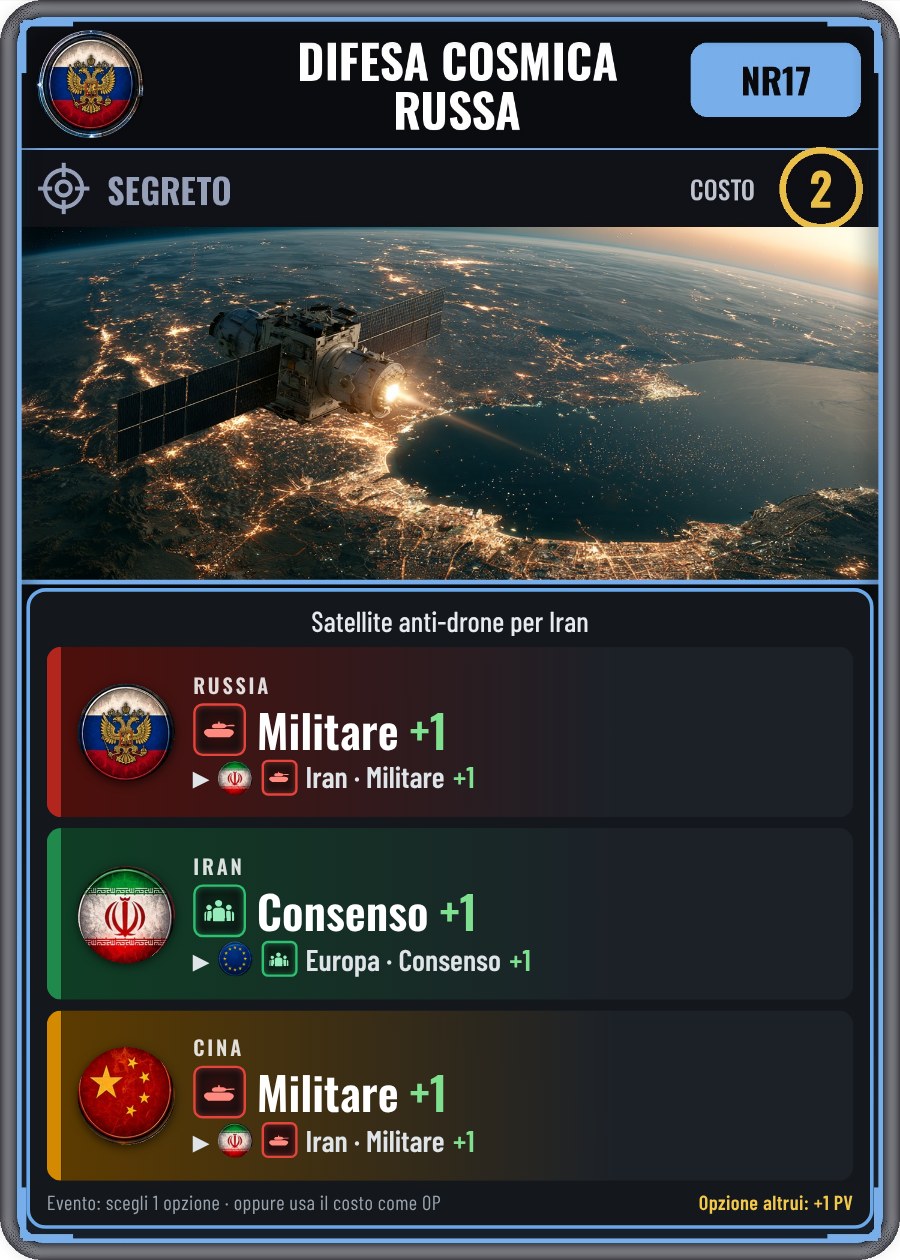 DIFESA COSMICA
RUSSA
NR17
SEGRETO
COSTO
2
Satellite anti-drone per Iran
RUSSIA
Militare +1
▶ Iran · Militare +1
IRAN
Consenso +1
▶ Europa · Consenso +1
CINA
Militare +1
▶ Iran · Militare +1
Evento: scegli 1 opzione · oppure usa il costo come OP
Opzione altrui: +1 PV